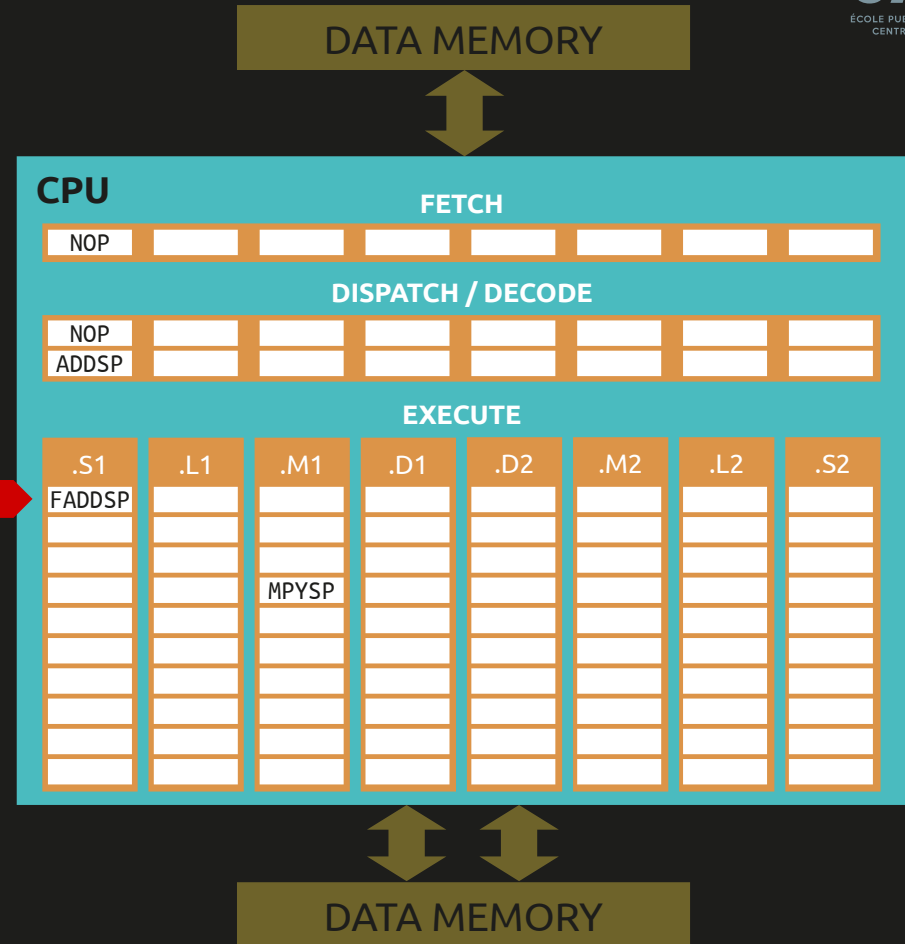 DATA MEMORY
CPU
FETCH
NOP
DISPATCH / DECODE
NOP
ADDSP
EXECUTE
.S1 .L1 .M1 .D1 .D2 .M2 .L2 .S2
FADDSP
MPYSP
DATA MEMORY